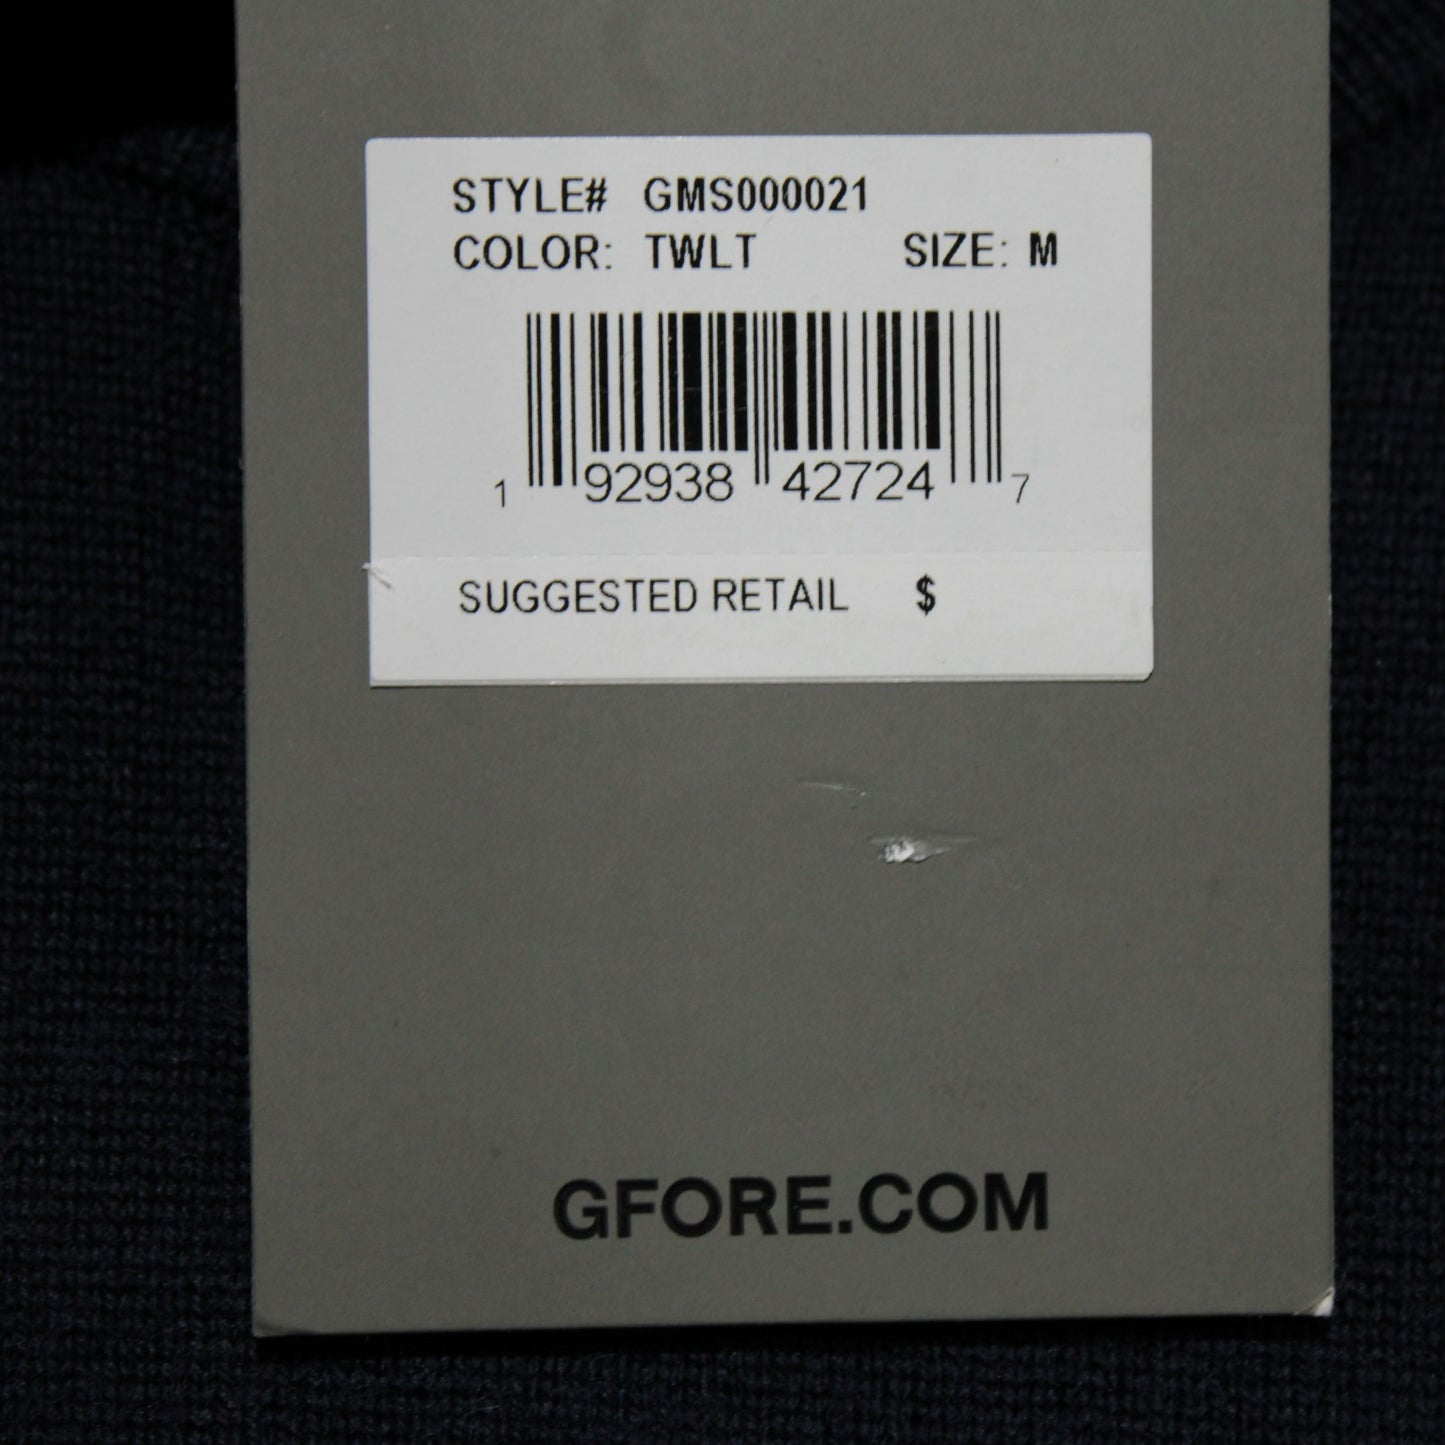 STYLE# GMS000021
COLOR: TWLT SIZE: M
1 92938 42724 7
SUGGESTED RETAIL $
GFORE.COM